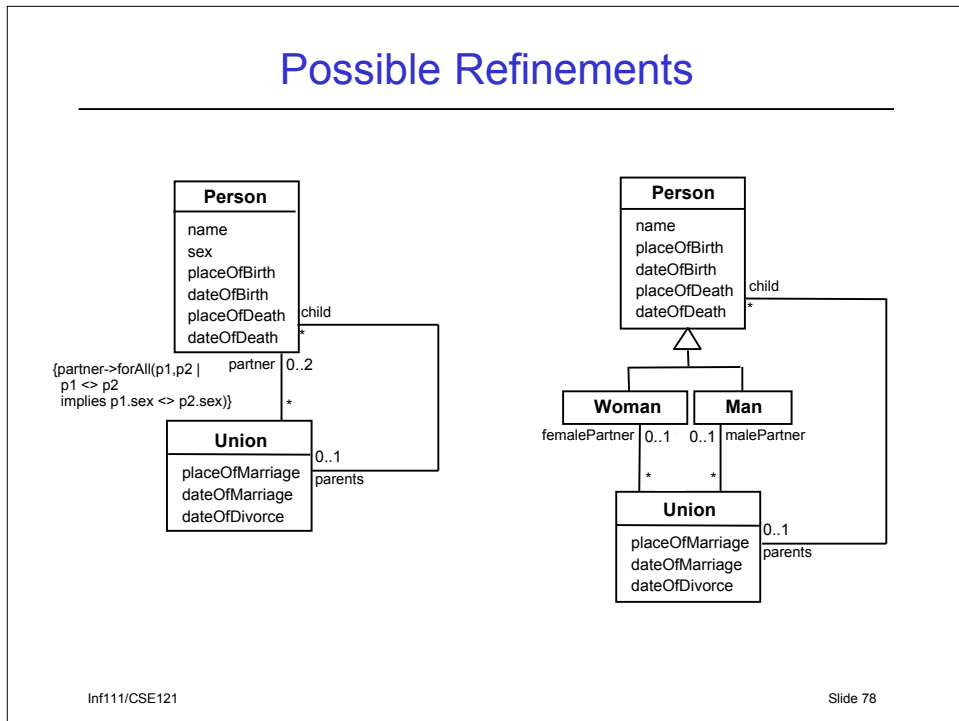 Possible Refinements
Person
name
sex
placeOfBirth
dateOfBirth
placeOfDeath
dateOfDeath
child
*
{partner->forAll(p1,p2 |
p1 <> p2
implies p1.sex <> p2.sex)}
partner
0..2
*
Union
placeOfMarriage
dateOfMarriage
dateOfDivorce
0..1
parents
Person
name
placeOfBirth
dateOfBirth
placeOfDeath
dateOfDeath
child
*
Woman
Man
femalePartner
0..1
0..1
malePartner
*
*
Union
placeOfMarriage
dateOfMarriage
dateOfDivorce
0..1
parents
Inf111/CSE121
Slide 78